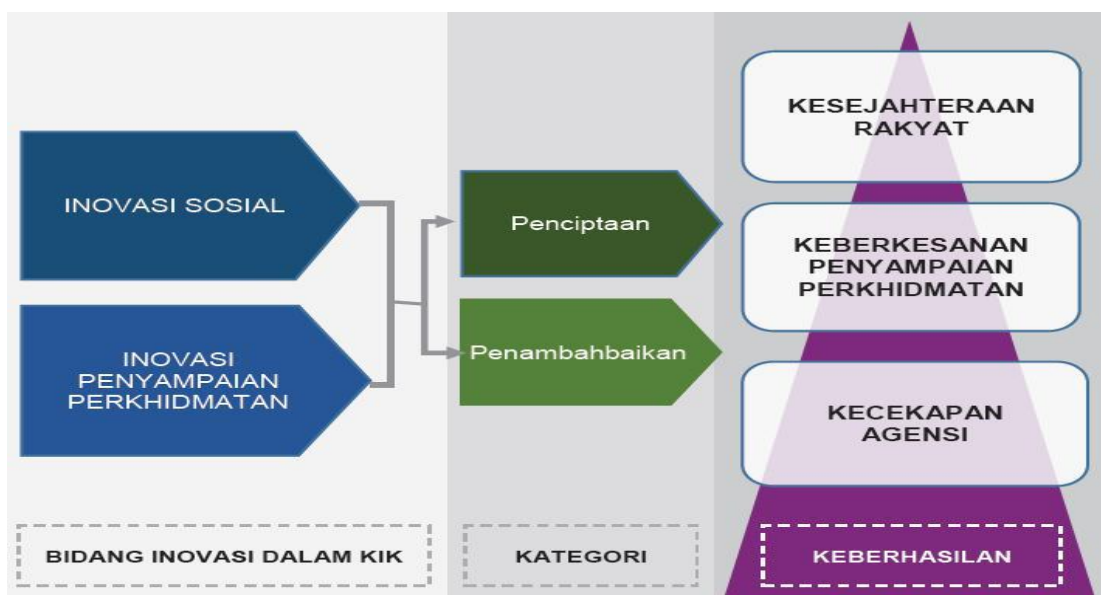 INOVASI SOSIAL
INOVASI
PENYAMPAIAN
PERKHIDMATAN
BIDANG INOVASI DALAM KIK
Penciptaan
Penambahbaikan
KATEGORI
KESEJAHTERAAN
RAKYAT
KEBERKESANAN
PENYAMPAIAN
PERKHIDMATAN
KECEKAPAN
AGENSI
KEBERHASILAN